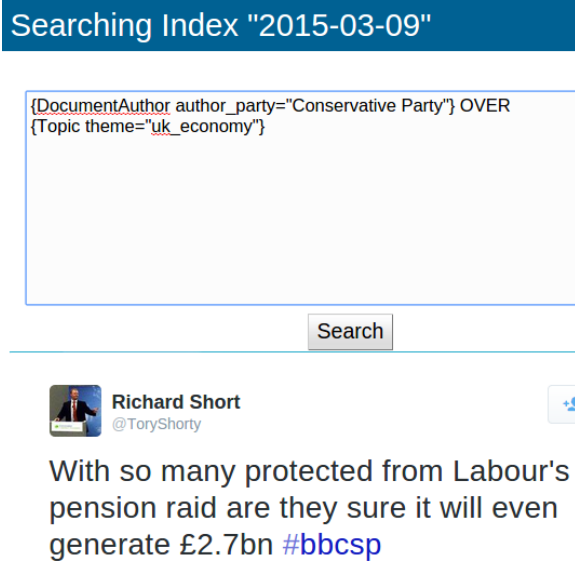 Searching Index "2015-03-09"
{DocumentAuthor author_party="Conservative Party"} OVER
{Topic theme="uk_economy"}
Search
Richard Short
@ToryShorty
With so many protected from Labour's
pension raid are they sure it will even
generate £2.7bn #bbcsp